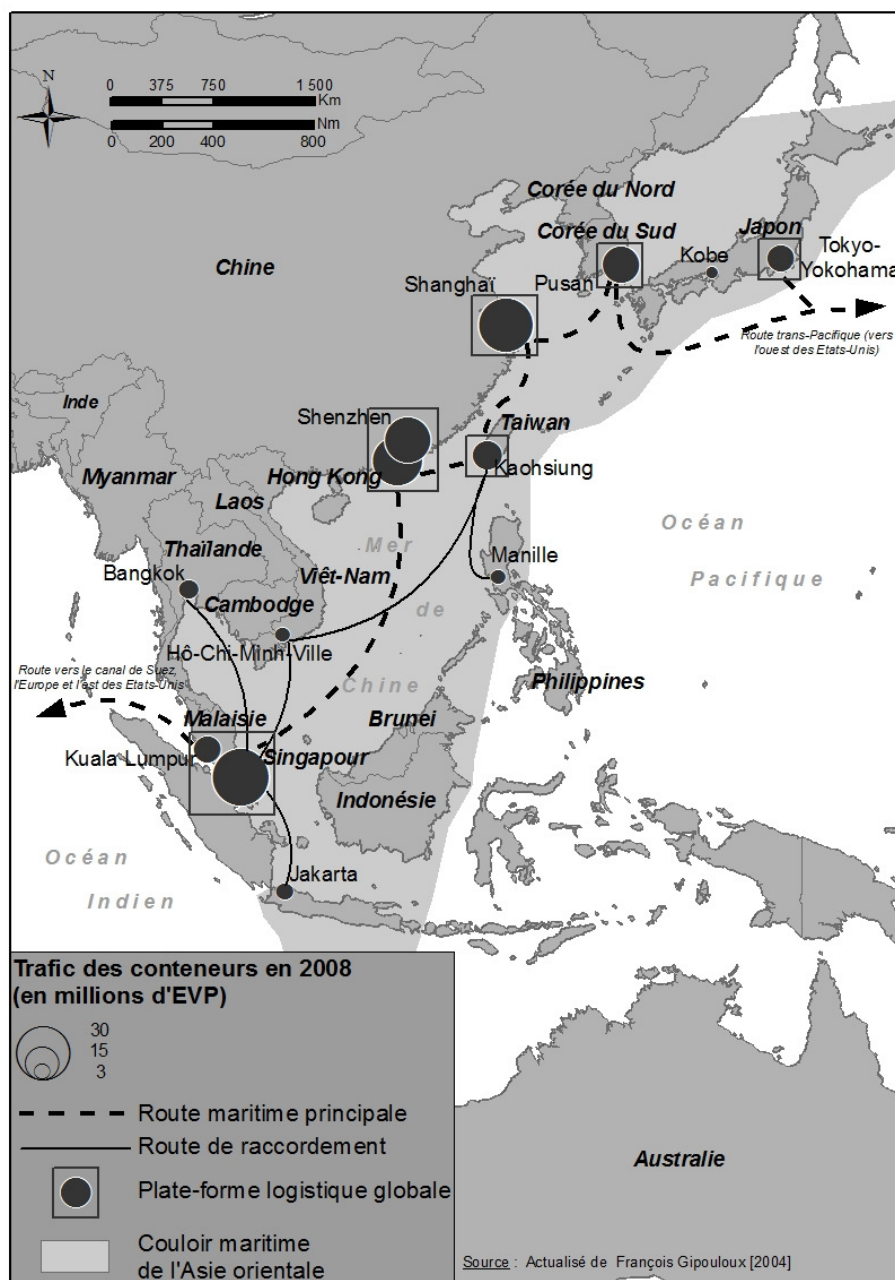 N
0 375 750 1 500
Km
Nm
0 200 400 800
Corée du Nord
Corée du Sud
Japon
Chine
Kobe
Tokyo-
Yokohama
Shanghaï
Pusan
Route trans-Pacifique (vers
l'ouest des Etats-Unis)
Inde
Shenzhen
Taiwan
Myanmar
Hong Kong
Kaohsiung
Laos
Océan
Pacifique
Mer
de
Chine
Thaïlande
Manille
Bangkok
Viêt-Nam
Cambodge
Hô-Chi-Minh-Ville
Route vers le canal de Suez,
l'Europe et l'est des Etats-Unis
Philippines
Malaisie
Brunei
Kuala Lumpur
Singapour
Indonésie
Océan
Indien
Jakarta
Trafic des conteneurs en 2008
(en millions d'EVP)
30
15
3
Route maritime principale
Route de raccordement
Plate-forme logistique globale
Couloir maritime
de l'Asie orientale
Australie
Source : Actualisé de François Gipouloux [2004]